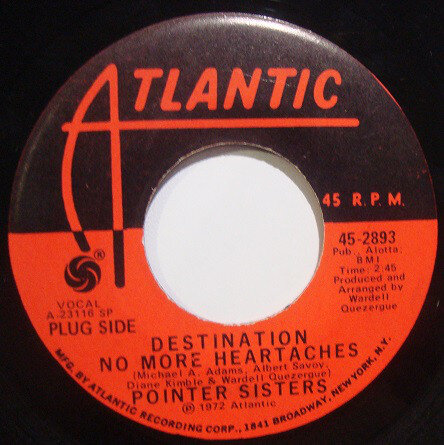 ATLANTIC
45 R.P.M.
®
VOCAL
A-23116 SP
PLUG SIDE
45-2893
Pub., Alotta,
BMI
Time: 2:45
Produced and
Arranged by
Wardell
Quezergue
DESTINATION
NO MORE HEARTACHES
(Michael A. Adams, Albert Savoy,
Diane Kimble & Wardell Quezergue)
POINTER SISTERS
℗ 1972 Atlantic
MFG. BY ATLANTIC RECORDING CORP., 1841 BROADWAY, NEW YORK, N.Y.